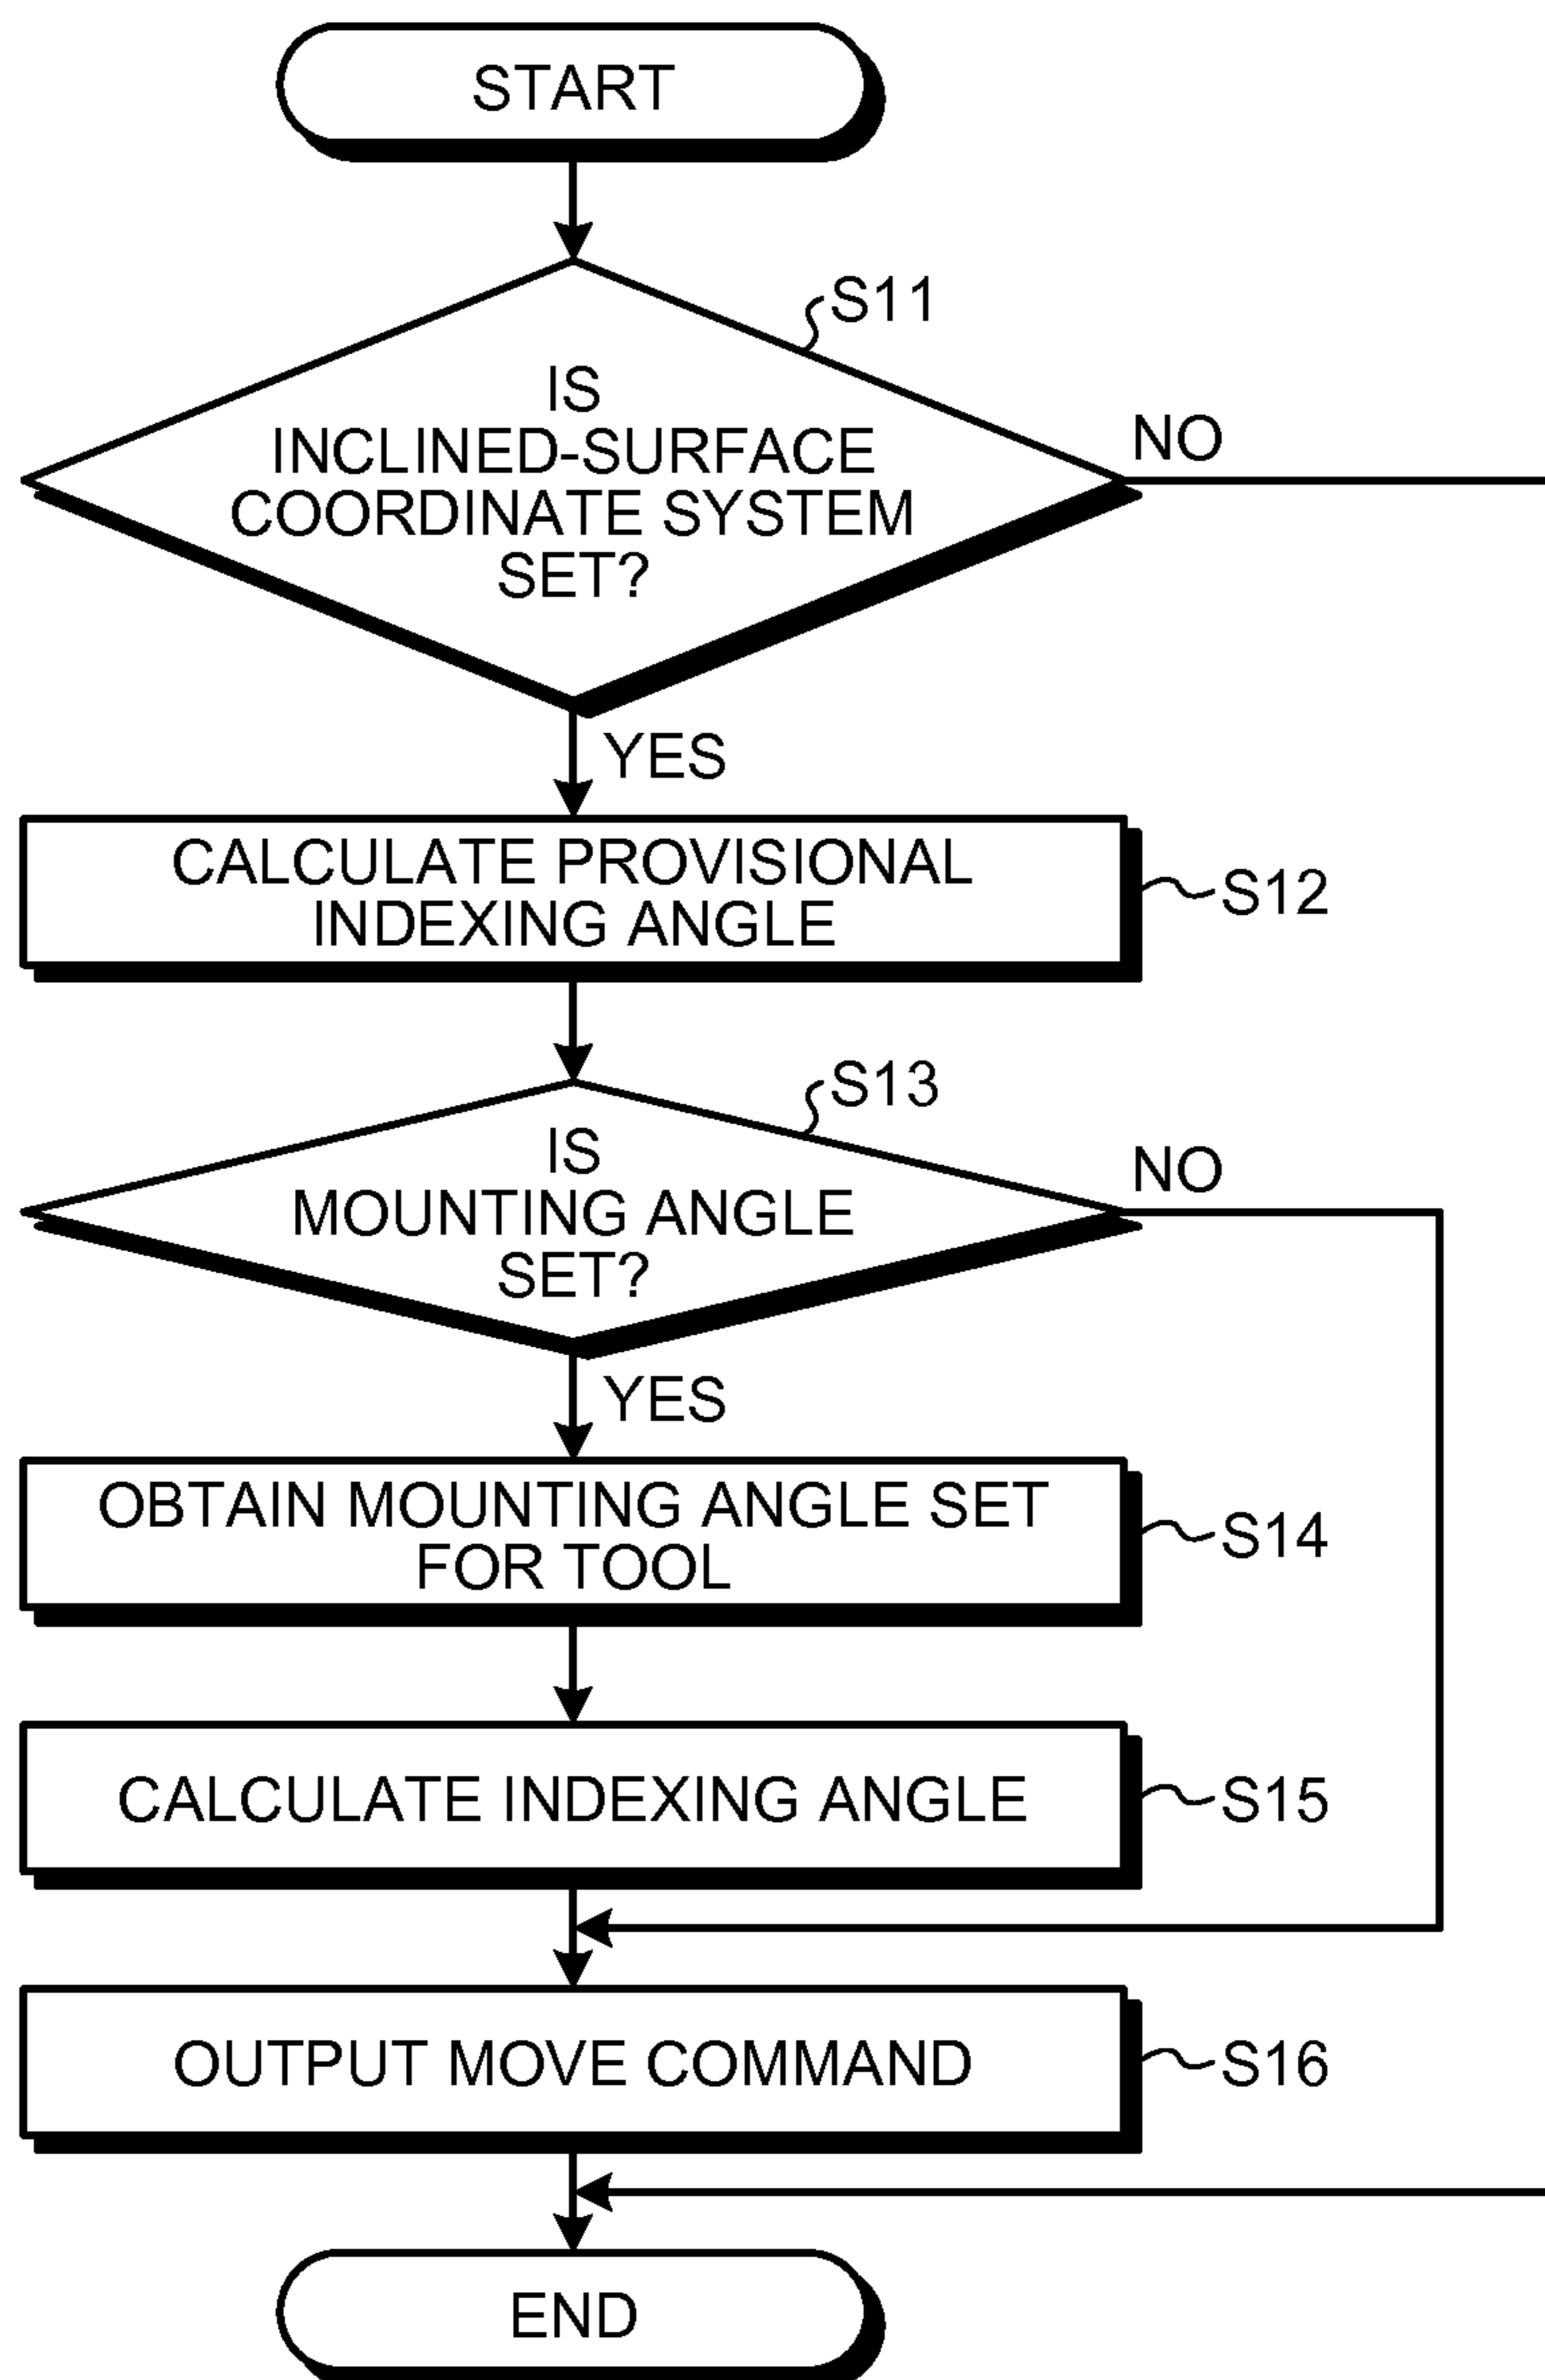 START
S11
IS
INCLINED-SURFACE
COORDINATE SYSTEM
SET?
NO
YES
CALCULATE PROVISIONAL
INDEXING ANGLE
S12
S13
IS
MOUNTING ANGLE
SET?
NO
YES
OBTAIN MOUNTING ANGLE SET
FOR TOOL
S14
CALCULATE INDEXING ANGLE
S15
OUTPUT MOVE COMMAND
S16
END